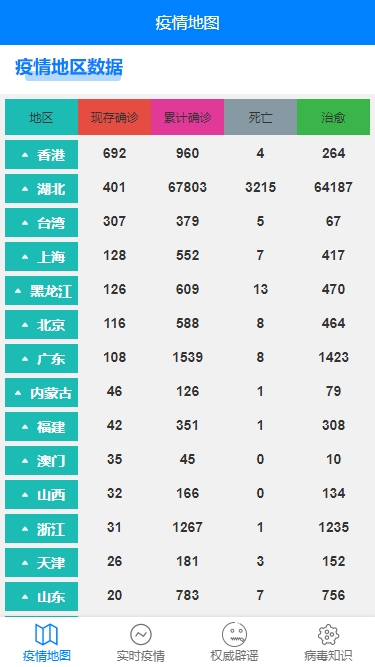 疫情地图
疫情地区数据
地区 现存确诊 累计确诊 死亡 治愈
香港 692 960 4 264
湖北 401 67803 3215 64187
台湾 307 379 5 67
上海 128 552 7 417
黑龙江 126 609 13 470
北京 116 588 8 464
广东 108 1539 8 1423
内蒙古 46 126 1 79
福建 42 351 1 308
澳门 35 45 0 10
山西 32 166 0 134
浙江 31 1267 1 1235
天津 26 181 3 152
山东 20 783 7 756
疫情地图 实时疫情 权威辟谣 病毒知识